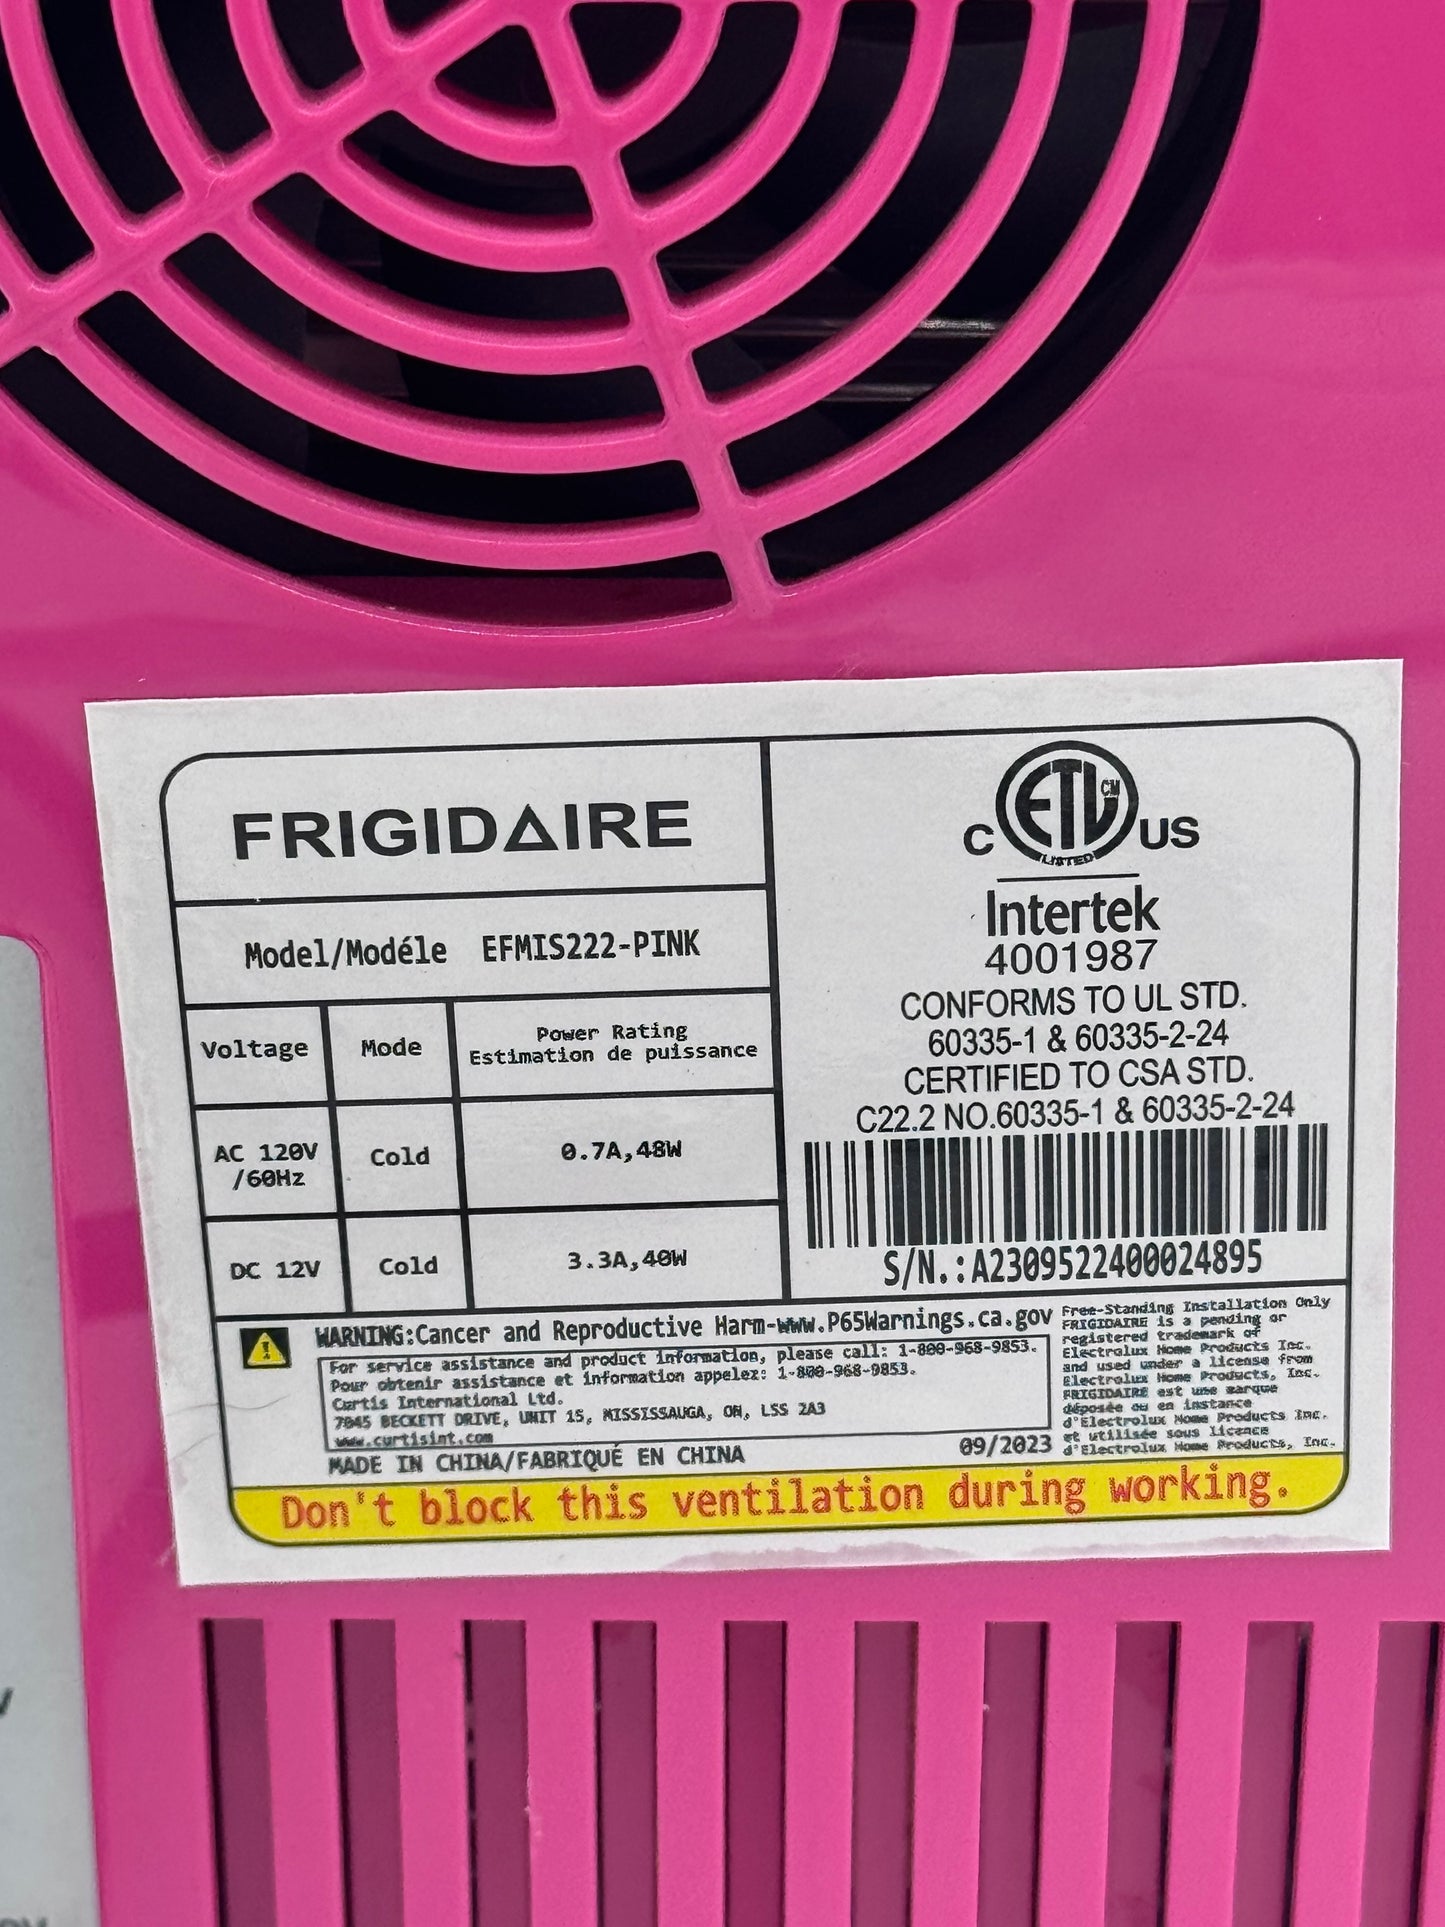 FRIGIDAIRE
Model/Modéle EFMIS222-PINK
Voltage Mode Power Rating
Estimation de puissance
AC 120V
/60Hz Cold 0.7A,48W
DC 12V Cold 3.3A,40W
C ETL CM US
LISTED
Intertek
4001987
CONFORMS TO UL STD.
60335-1 & 60335-2-24
CERTIFIED TO CSA STD.
C22.2 NO.60335-1 & 60335-2-24
S/N.:A2309522400024895
WARNING:Cancer and Reproductive Harm-www.P65Warnings.ca.gov
For service assistance and product information, please call: 1-800-968-9853.
Pour obtenir assistance et information appelez: 1-800-968-9853.
Curtis International Ltd.
7045 BECKETT DRIVE, UNIT 15, MISSISSAUGA, ON, L5S 2A3
www.curtisint.com
MADE IN CHINA/FABRIQUÉ EN CHINA
09/2023
Free-Standing Installation Only
FRIGIDAIRE is a pending or
registered trademark of
Electrolux Home Products Inc.
and used under a license from
Electrolux Home Products, Inc.
FRIGIDAIRE est une marque
déposée ou en instance
d'Electrolux Home Products Inc.
et utilisée sous licence
d'Electrolux Home Products, Inc.
Don't block this ventilation during working.